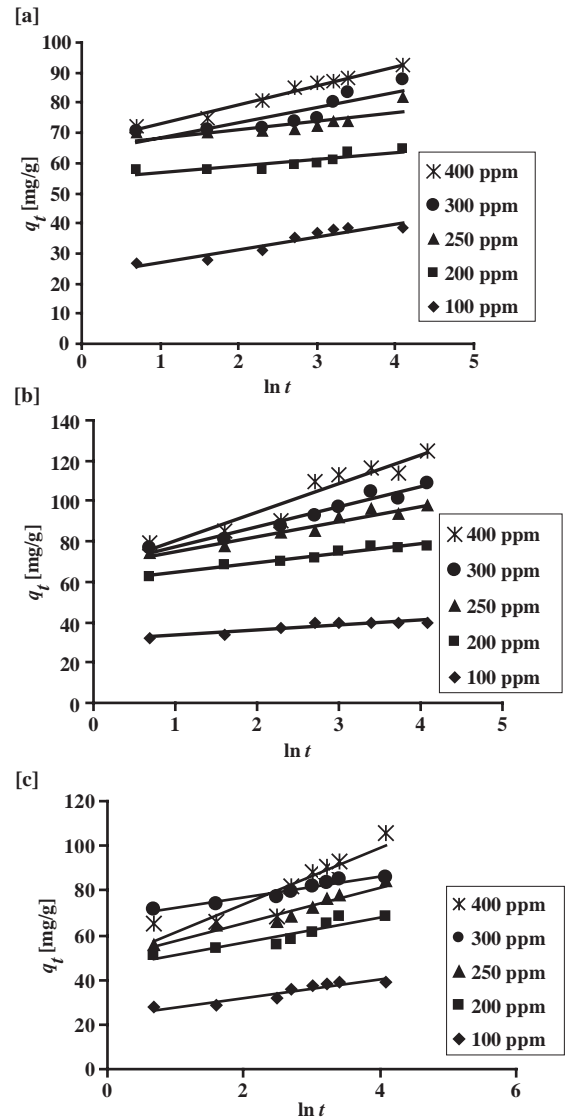 [a]
100
90
80
70
60
50
40
30
20
10
0
q_t [mg/g]
0 1 2 3 4 5
ln t
400 ppm
300 ppm
250 ppm
200 ppm
100 ppm
[b]
140
120
100
80
60
40
20
0
q_t [mg/g]
0 1 2 3 4 5
ln t
400 ppm
300 ppm
250 ppm
200 ppm
100 ppm
[c]
120
100
80
60
40
20
0
q_t [mg/g]
0 2 4 6
ln t
400 ppm
300 ppm
250 ppm
200 ppm
100 ppm